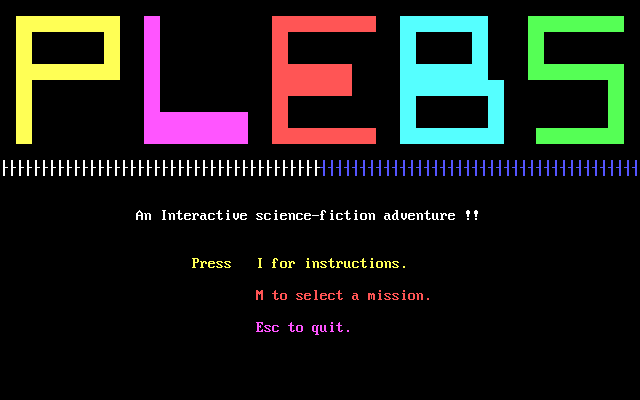 PLEBS
An Interactive science-fiction adventure !!
Press I for instructions.
M to select a mission.
Esc to quit.